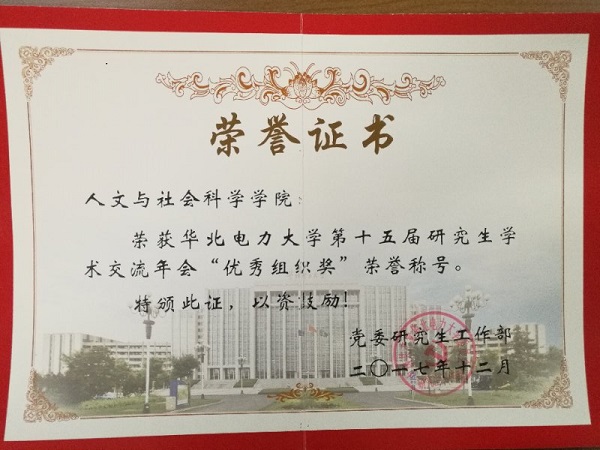 荣誉证书
人文与社会科学学院:
荣获华北电力大学第十五届研究生学
术交流年会“优秀组织奖”荣誉称号。
特颁此证，以资鼓励!
党委研究生工作部
二〇一七年十二月